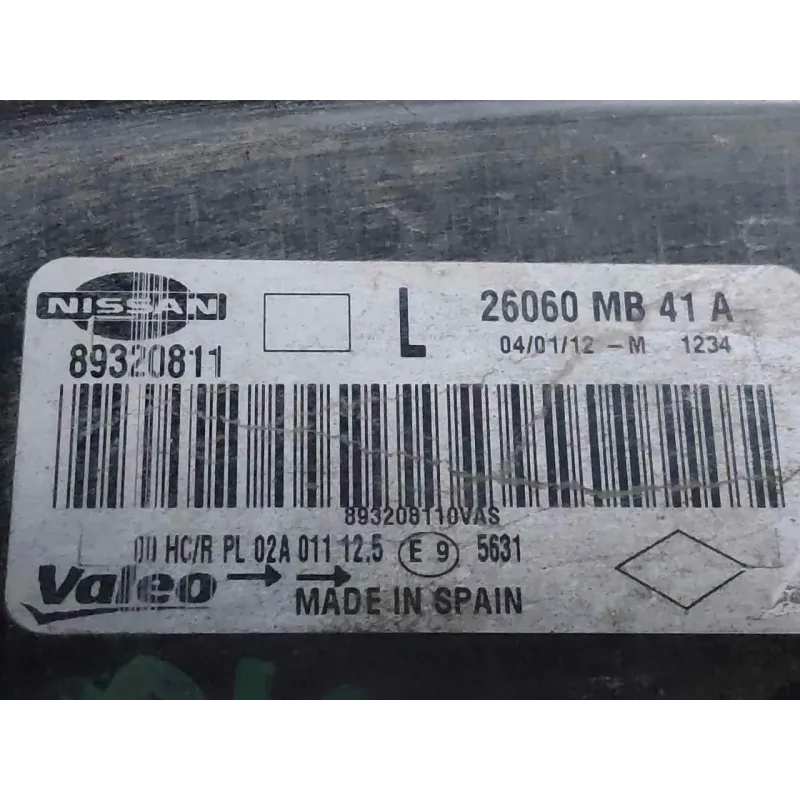 NISSAN
L
26060 MB 41 A
04/01/12 - M 1234
89320811
893208110VAS
00 HC/R PL 02A 011 12,5 E 9 5631
Valeo
MADE IN SPAIN